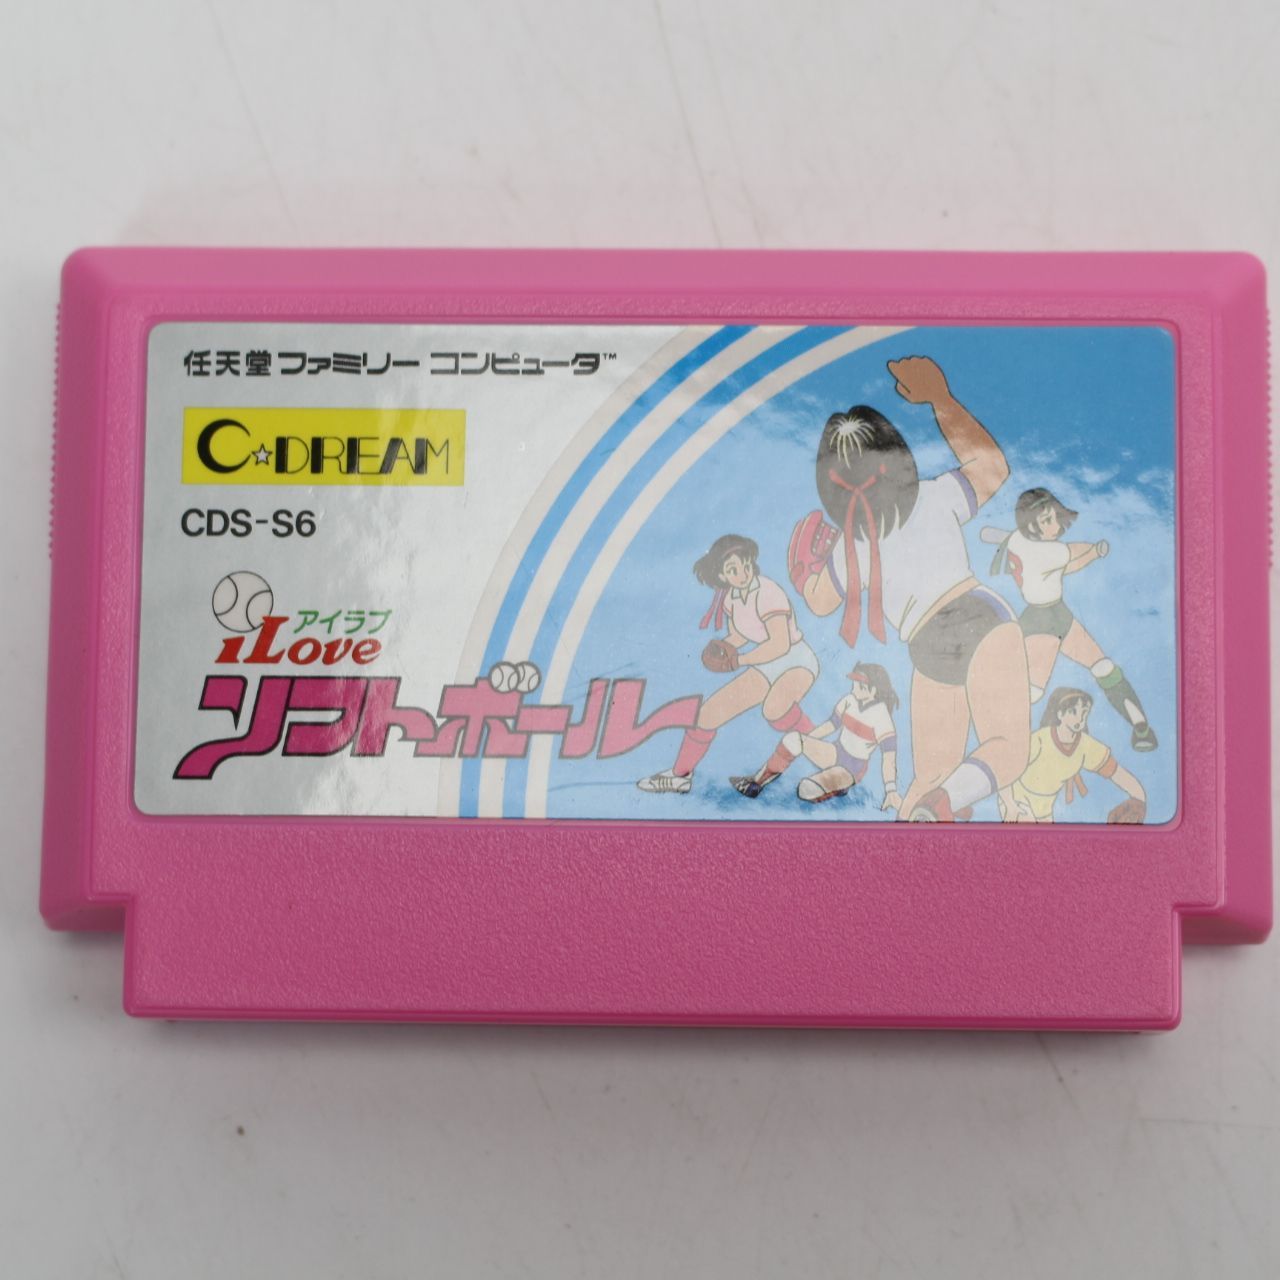 任天堂ファミリーコンピュータ™
C☆DREAM
CDS-S6
アイラブ
iLove
ソフトボール